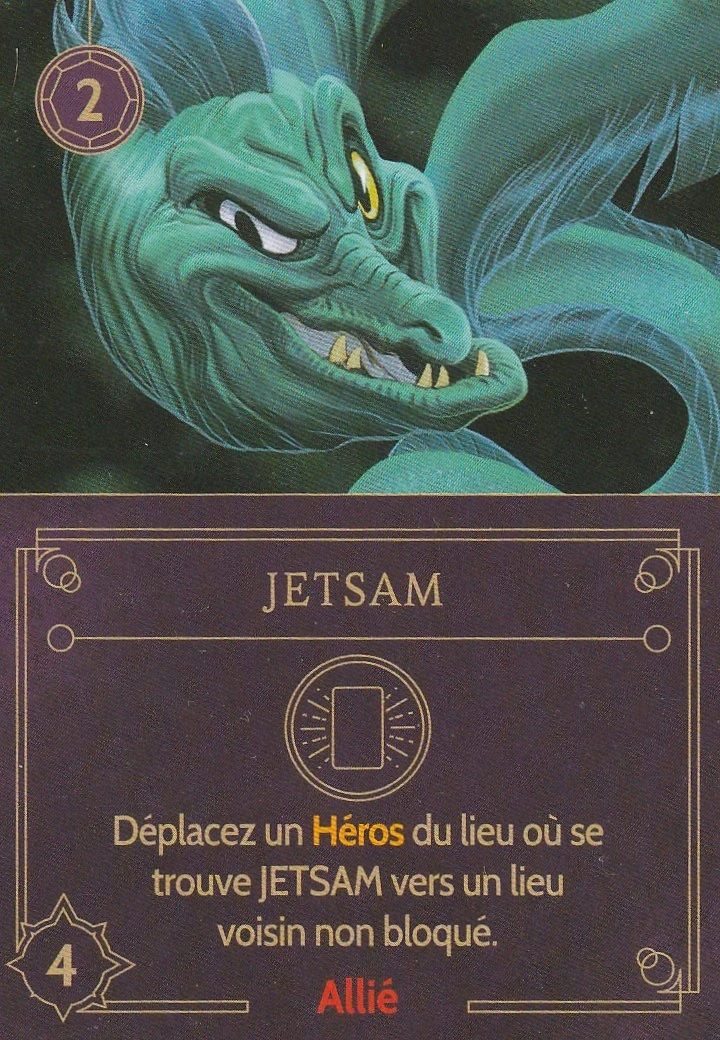 2
JETSAM
Déplacez un Héros du lieu où se
trouve JETSAM vers un lieu
voisin non bloqué.
4
Allié